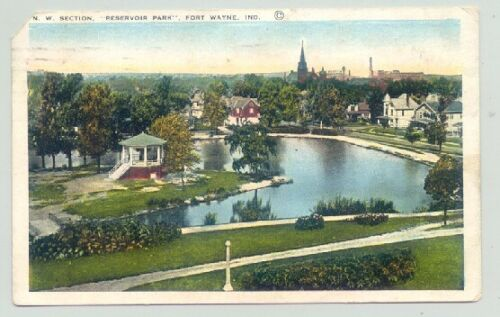 N. W. SECTION, "RESERVOIR PARK", FORT WAYNE, IND. ©